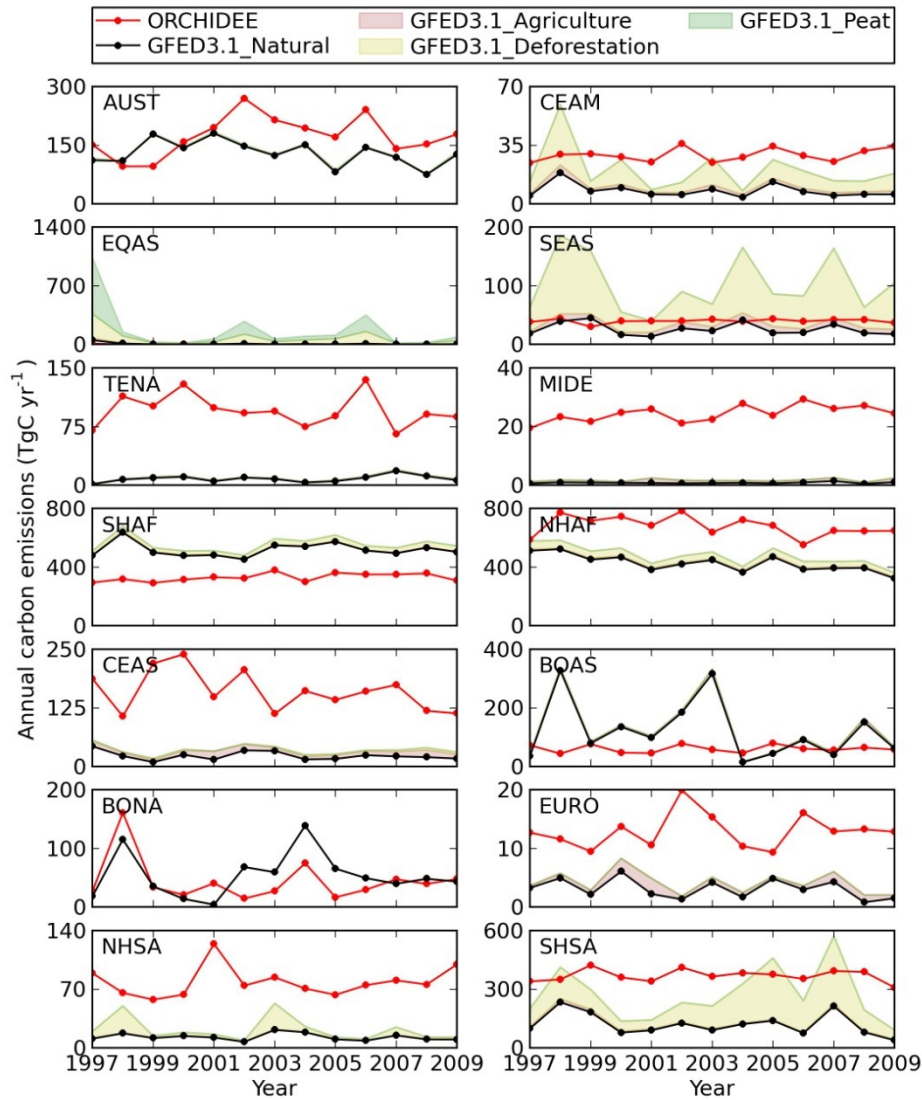 ORCHIDEE GFED3.1_Agriculture GFED3.1_Peat
GFED3.1_Natural GFED3.1_Deforestation
300 AUST 70 CEAM
150 35
0 0
1400 EQAS 200 SEAS
700 100
0 0
150 TENA 40 MIDE
75 20
0 0
800 SHAF 800 NHAF
400 400
0 0
250 CEAS 400 BOAS
125 200
0 0
200 BONA 20 EURO
100 10
0 0
140 NHSA 600 SHSA
70 300
0 0
1997 1999 2001 2003 2005 2007 2009 1997 1999 2001 2003 2005 2007 2009
Year Year
Annual carbon emissions (TgC yr⁻¹)